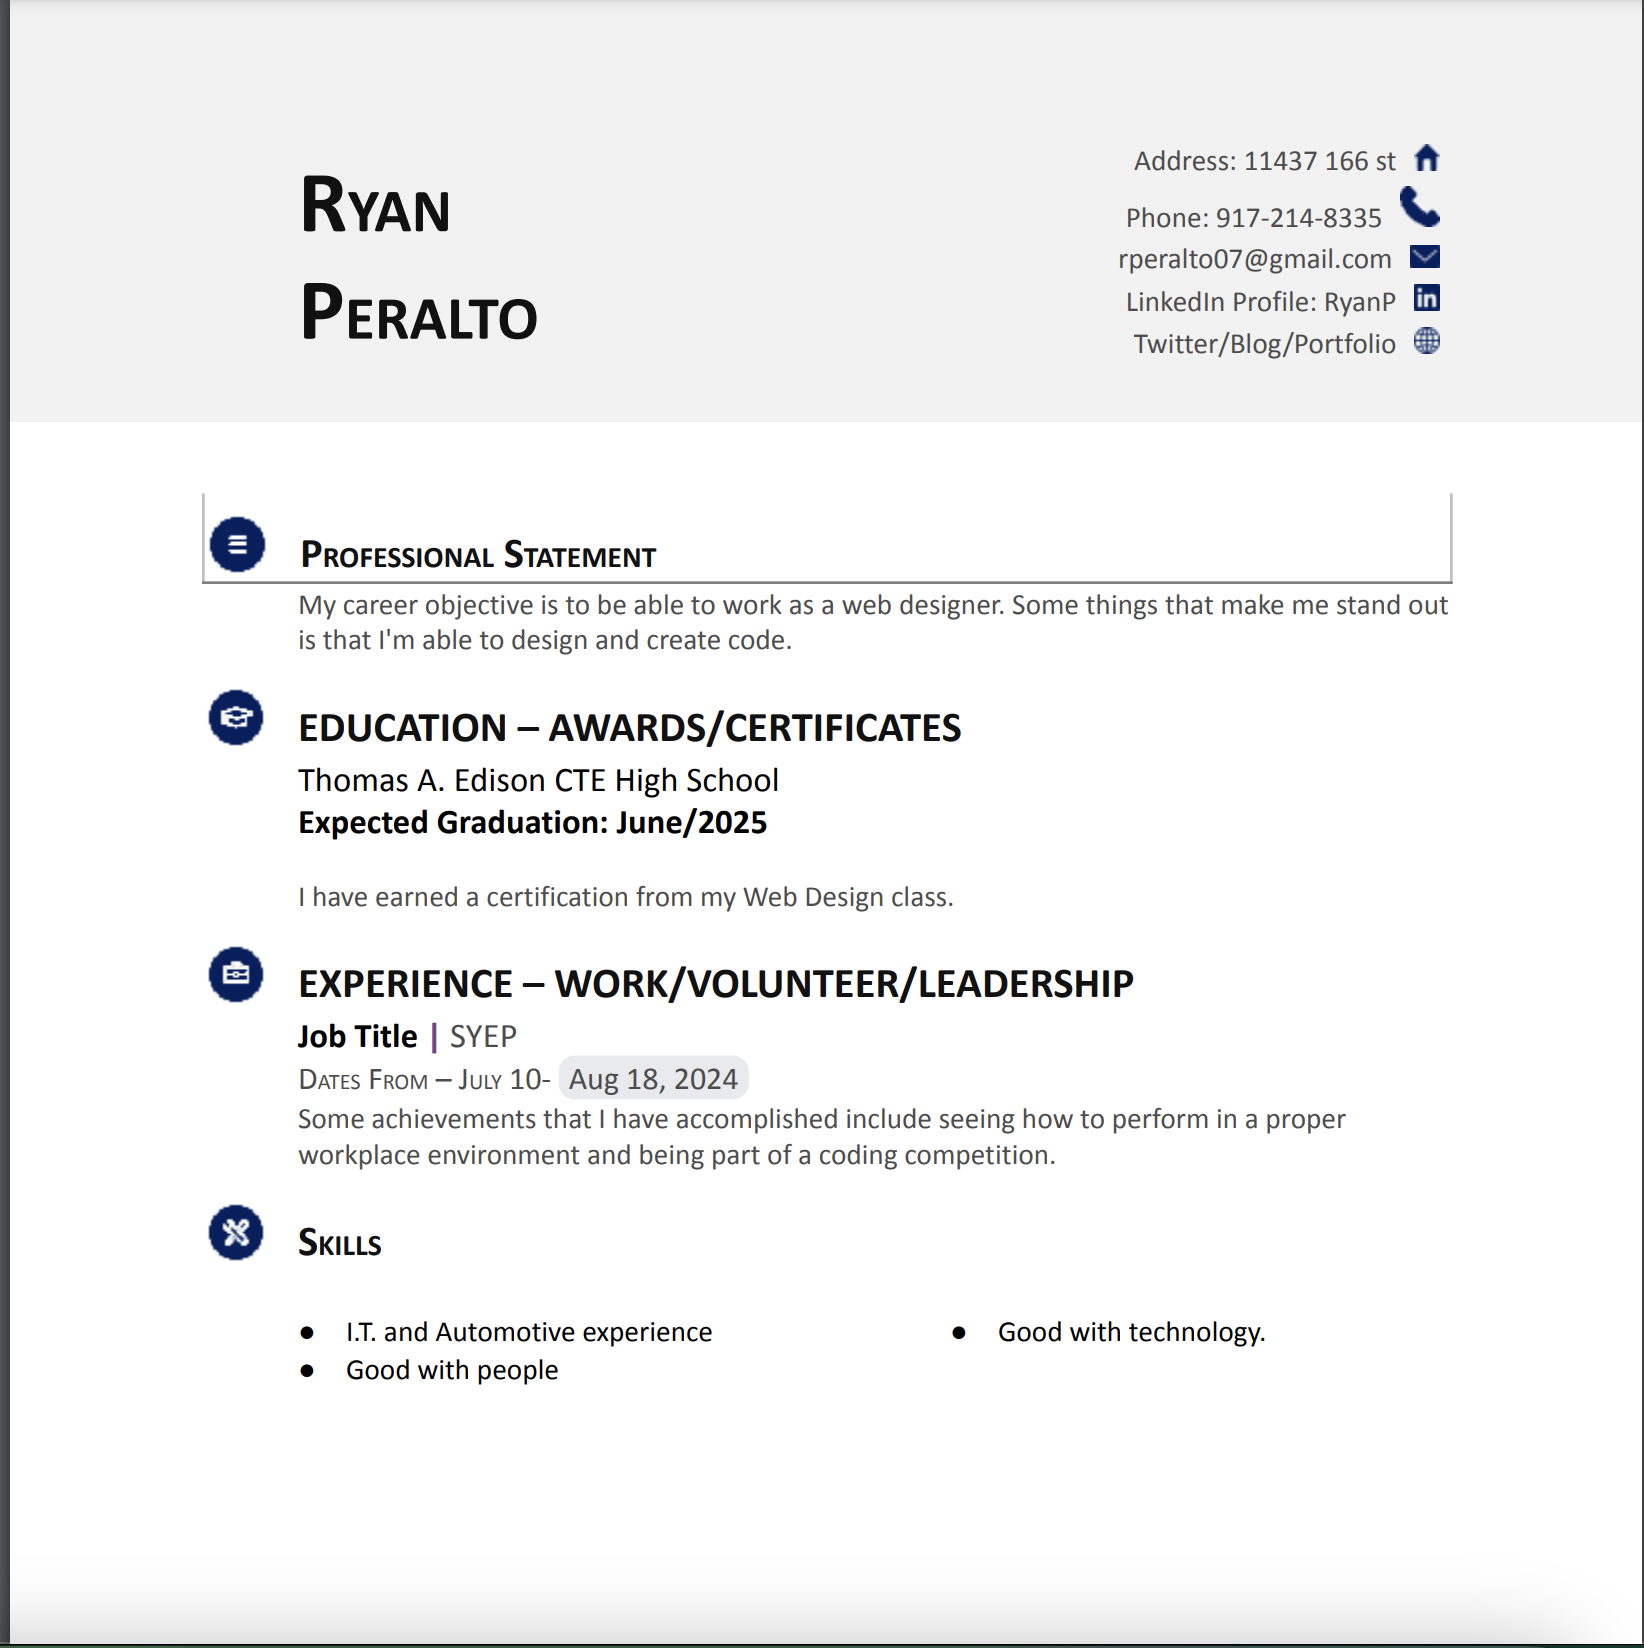 Ryan
Peralto
Address: 11437 166 st
Phone: 917-214-8335
rperalto07@gmail.com
LinkedIn Profile: RyanP
Twitter/Blog/Portfolio
Professional Statement
My career objective is to be able to work as a web designer. Some things that make me stand out
is that I'm able to design and create code.
EDUCATION – AWARDS/CERTIFICATES
Thomas A. Edison CTE High School
Expected Graduation: June/2025
I have earned a certification from my Web Design class.
EXPERIENCE – WORK/VOLUNTEER/LEADERSHIP
Job Title | SYEP
Dates From – July 10- Aug 18, 2024
Some achievements that I have accomplished include seeing how to perform in a proper
workplace environment and being part of a coding competition.
Skills
● I.T. and Automotive experience
● Good with people
● Good with technology.